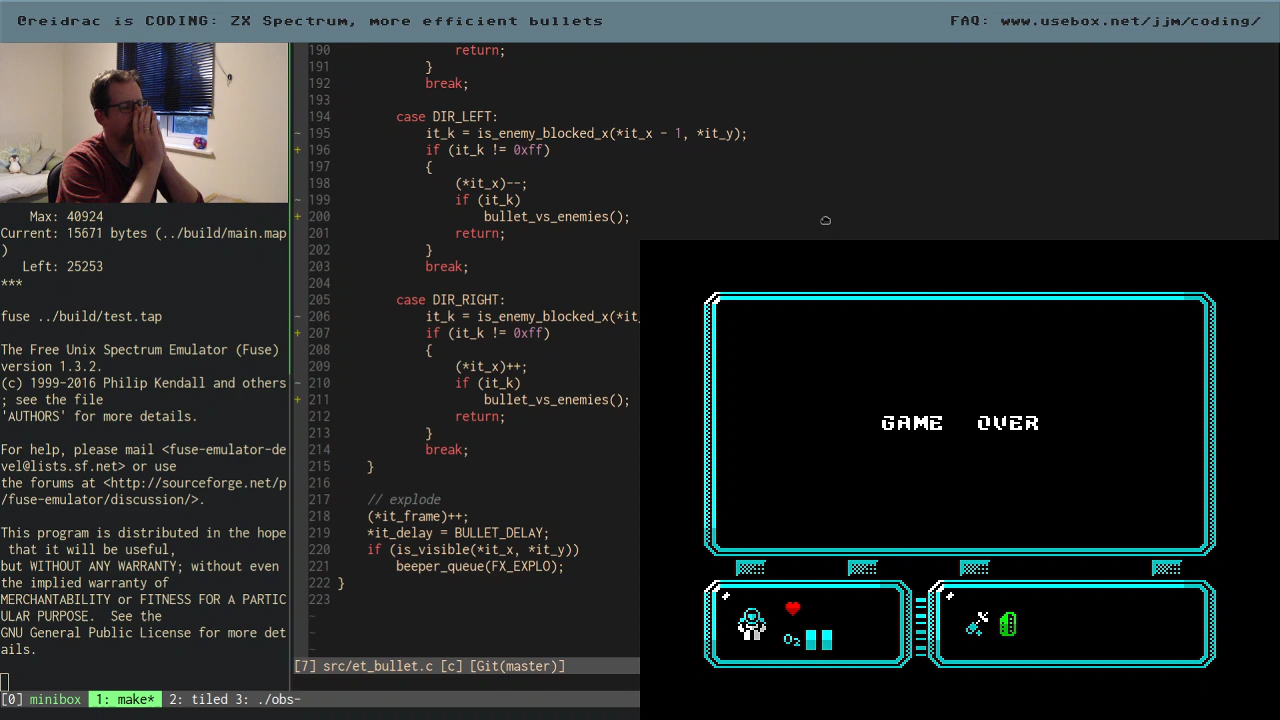 @reidrac is CODING: ZX Spectrum, more efficient bullets
FAQ: www.usebox.net/jjm/coding/
Max: 40924
Current: 15671 bytes (../build/main.map
)
Left: 25253
***
fuse ../build/test.tap
The Free Unix Spectrum Emulator (Fuse)
version 1.3.2.
(c) 1999-2016 Philip Kendall and others
; see the file
'AUTHORS' for more details.
For help, please mail <fuse-emulator-de
vel@lists.sf.net> or use
the forums at <http://sourceforge.net/p
/fuse-emulator/discussion/>.
This program is distributed in the hope
that it will be useful,
but WITHOUT ANY WARRANTY; without even
the implied warranty of
MERCHANTABILITY or FITNESS FOR A PARTIC
ULAR PURPOSE.  See the
GNU General Public License for more det
ails.
[0] minibox 1: make* 2: tiled 3: ./obs-
190 return;
191 }
192 break;
193
194 case DIR_LEFT:
~ 195 it_k = is_enemy_blocked_x(*it_x - 1, *it_y);
+ 196 if (it_k != 0xff)
197 {
198 (*it_x)--;
~ 199 if (it_k)
+ 200 bullet_vs_enemies();
201 return;
202 }
203 break;
204
205 case DIR_RIGHT:
~ 206 it_k = is_enemy_blocked_x(*it_
+ 207 if (it_k != 0xff)
208 {
209 (*it_x)++;
~ 210 if (it_k)
+ 211 bullet_vs_enemies();
212 return;
213 }
214 break;
215 }
216
217 // explode
218 (*it_frame)++;
219 *it_delay = BULLET_DELAY;
220 if (is_visible(*it_x, *it_y))
221 beeper_queue(FX_EXPLO);
222 }
223
~
~
~
[7] src/et_bullet.c [c] [Git(master)]
GAME OVER
O2